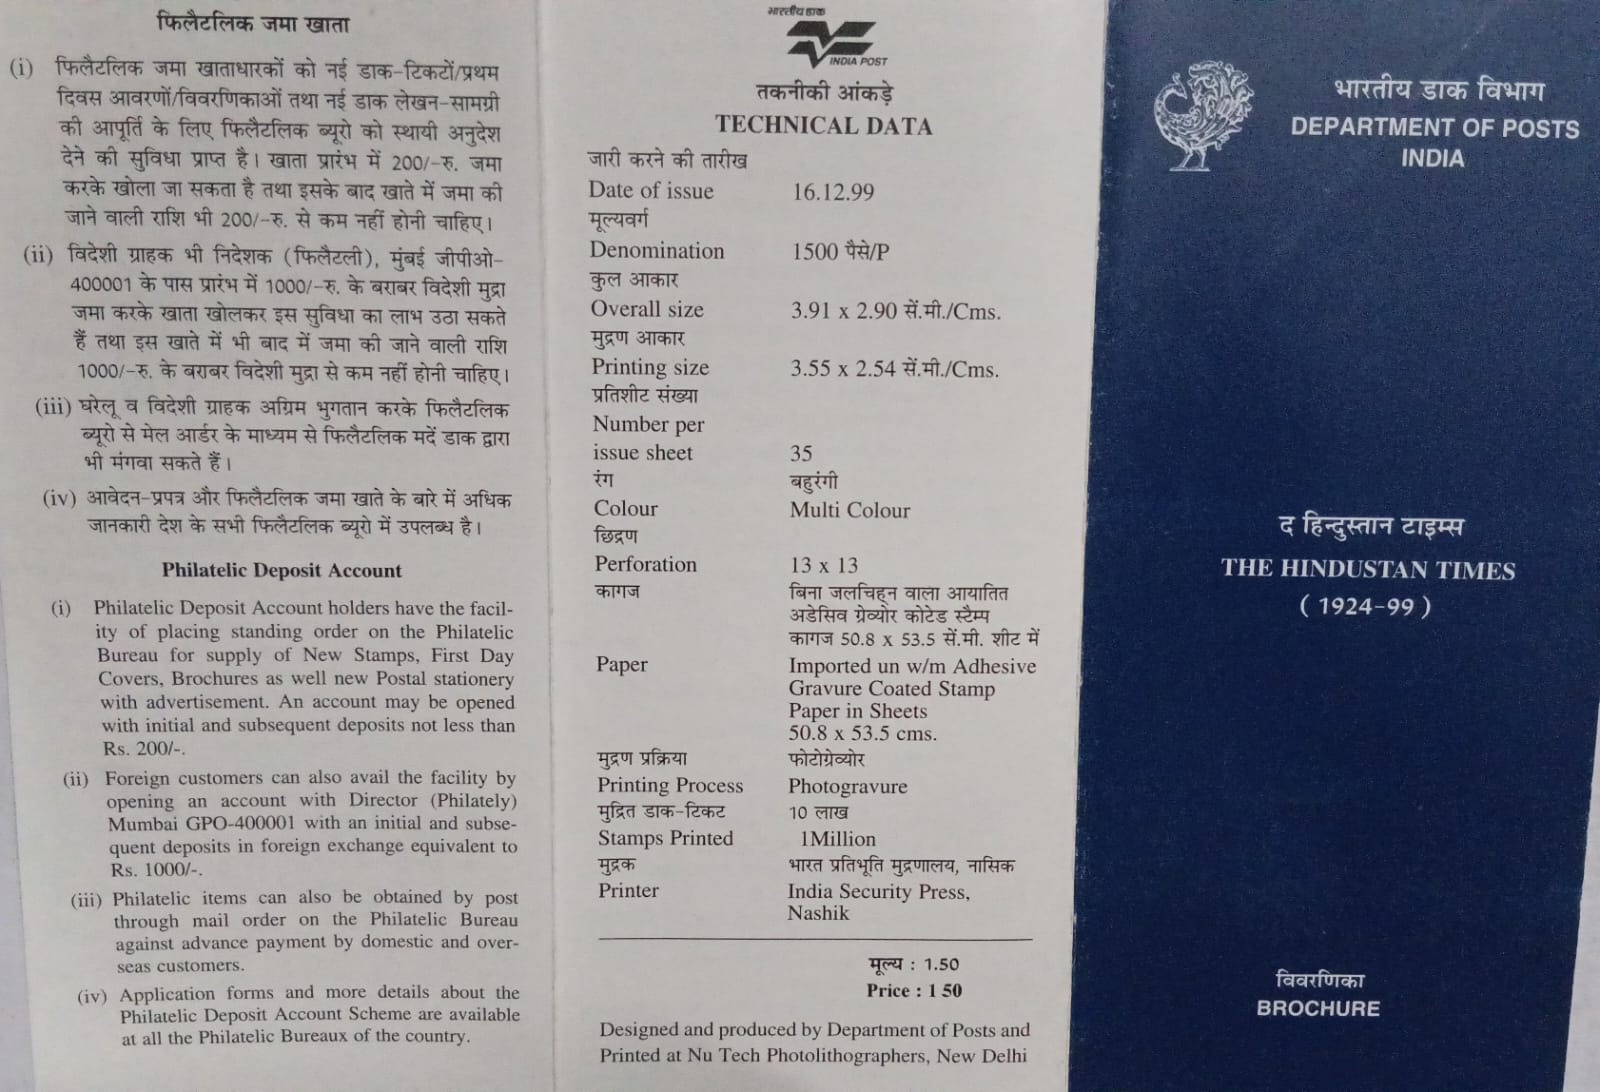 फिलैटलिक जमा खाता
(i) फिलैटलिक जमा खाताधारकों को नई डाक-टिकटों/प्रथम
दिवस आवरणों/विवरणिकाओं तथा नई डाक लेखन-सामग्री
की आपूर्ति के लिए फिलैटलिक ब्यूरो को स्थायी अनुदेश
देने की सुविधा प्राप्त है। खाता प्रारंभ में 200/-रु. जमा
करके खोला जा सकता है तथा इसके बाद खाते में जमा की
जाने वाली राशि भी 200/-रु. से कम नहीं होनी चाहिए।
(ii) विदेशी ग्राहक भी निदेशक (फिलैटली), मुंबई जीपीओ-
400001 के पास प्रारंभ में 1000/-रु. के बराबर विदेशी मुद्रा
जमा करके खाता खोलकर इस सुविधा का लाभ उठा सकते
हैं तथा इस खाते में भी बाद में जमा की जाने वाली राशि
1000/-रु. के बराबर विदेशी मुद्रा से कम नहीं होनी चाहिए।
(iii) घरेलू व विदेशी ग्राहक अग्रिम भुगतान करके फिलैटलिक
ब्यूरो से मेल आर्डर के माध्यम से फिलैटलिक मदें डाक द्वारा
भी मंगवा सकते हैं।
(iv) आवेदन-प्रपत्र और फिलैटलिक जमा खाते के बारे में अधिक
जानकारी देश के सभी फिलैटलिक ब्यूरो में उपलब्ध है।
Philatelic Deposit Account
(i) Philatelic Deposit Account holders have the facil-
ity of placing standing order on the Philatelic
Bureau for supply of New Stamps, First Day
Covers, Brochures as well new Postal stationery
with advertisement. An account may be opened
with initial and subsequent deposits not less than
Rs. 200/-.
(ii) Foreign customers can also avail the facility by
opening an account with Director (Philately)
Mumbai GPO-400001 with an initial and subse-
quent deposits in foreign exchange equivalent to
Rs. 1000/-.
(iii) Philatelic items can also be obtained by post
through mail order on the Philatelic Bureau
against advance payment by domestic and over-
seas customers.
(iv) Application forms and more details about the
Philatelic Deposit Account Scheme are available
at all the Philatelic Bureaux of the country.
भारतीय डाक
INDIA POST
तकनीकी आंकड़े
TECHNICAL DATA
जारी करने की तारीख
Date of issue 16.12.99
मूल्यवर्ग
Denomination 1500 पैसे/P
कुल आकार
Overall size 3.91 x 2.90 सें.मी./Cms.
मुद्रण आकार
Printing size 3.55 x 2.54 सें.मी./Cms.
प्रतिशीट संख्या
Number per
issue sheet 35
रंग बहुरंगी
Colour Multi Colour
छिद्रण
Perforation 13 x 13
कागज बिना जलचिह्न वाला आयातित
अडेसिव ग्रेव्योर कोटेड स्टैम्प
कागज 50.8 x 53.5 सें.मी. शीट में
Paper Imported un w/m Adhesive
Gravure Coated Stamp
Paper in Sheets
50.8 x 53.5 cms.
मुद्रण प्रक्रिया फोटोग्रेव्योर
Printing Process Photogravure
मुद्रित डाक-टिकट 10 लाख
Stamps Printed 1Million
मुद्रक भारत प्रतिभूति मुद्रणालय, नासिक
Printer India Security Press,
Nashik
मूल्य : 1.50
Price : 1 50
Designed and produced by Department of Posts and
Printed at Nu Tech Photolithographers, New Delhi
भारतीय डाक विभाग
DEPARTMENT OF POSTS
INDIA
द हिन्दुस्तान टाइम्स
THE HINDUSTAN TIMES
( 1924-99 )
विवरणिका
BROCHURE